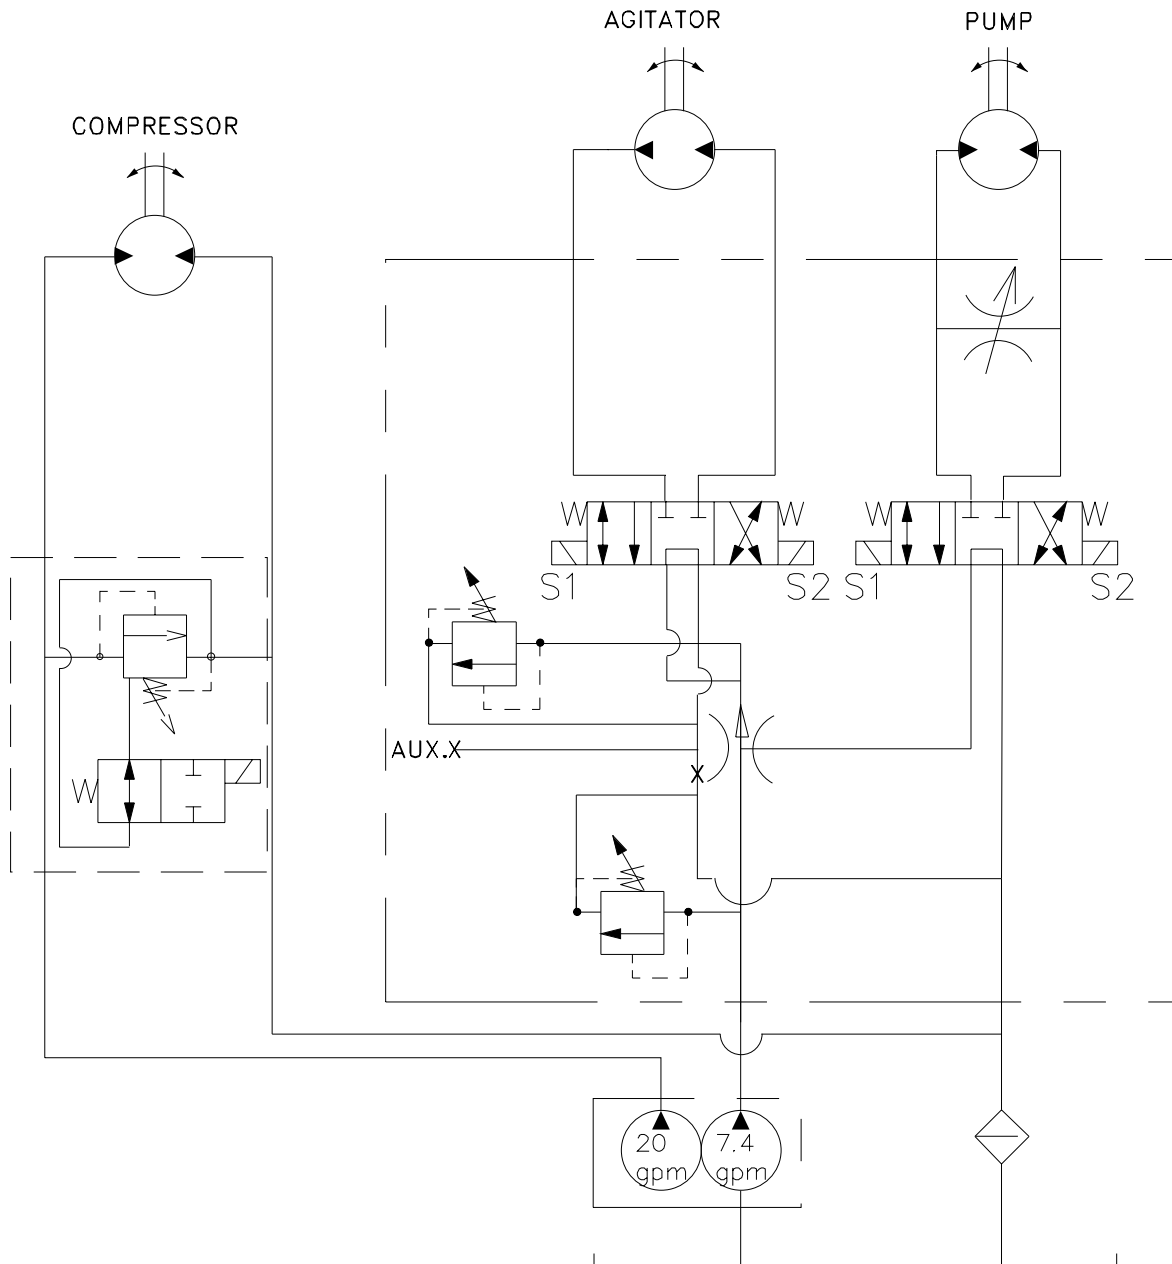 AGITATOR
PUMP
COMPRESSOR
S1
S2
S1
S2
AUX.X
X
20
gpm
7.4
gpm